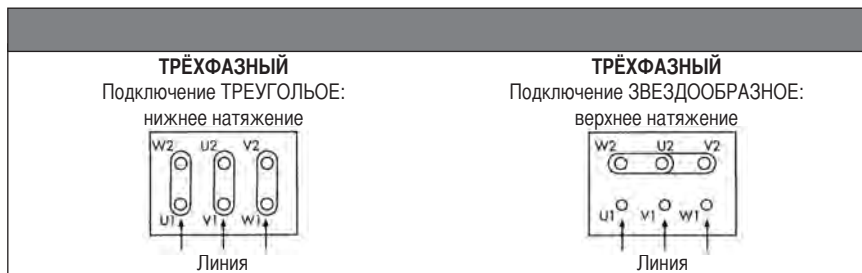 ТРЁХФАЗНЫЙ
Подключение ТРЕУГОЛЬОЕ:
нижнее натяжение
W2 U2 V2
U1 V1 W1
Линия
ТРЁХФАЗНЫЙ
Подключение ЗВЕЗДООБРАЗНОЕ:
верхнее натяжение
W2 U2 V2
U1 V1 W1
Линия